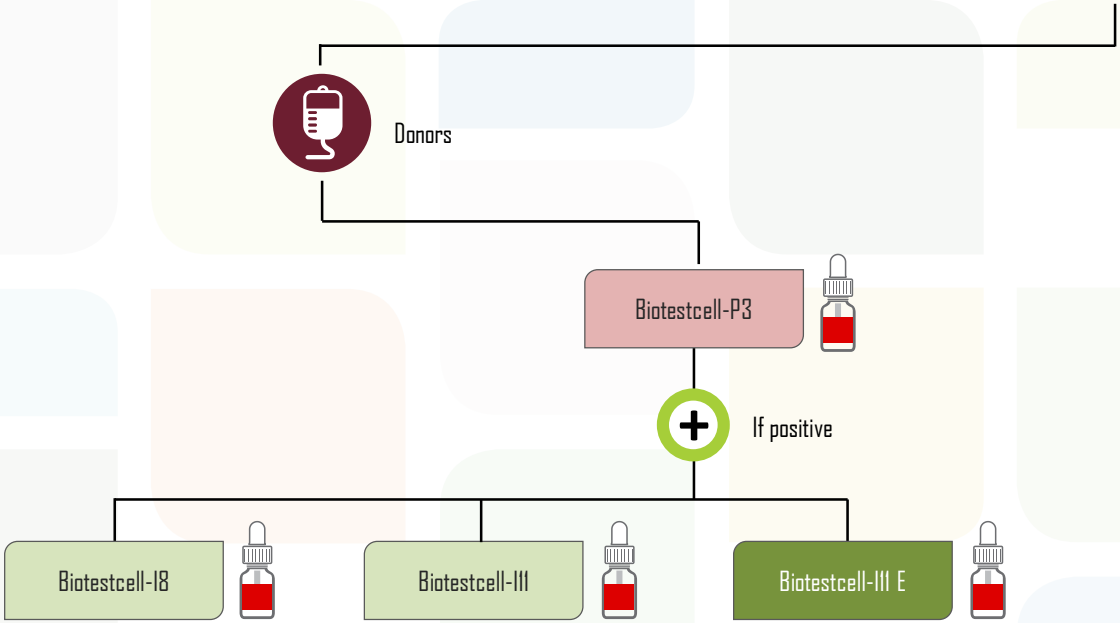 Donors
Biotestcell-P3
If positive
Biotestcell-I8
Biotestcell-I11
Biotestcell-I11 E